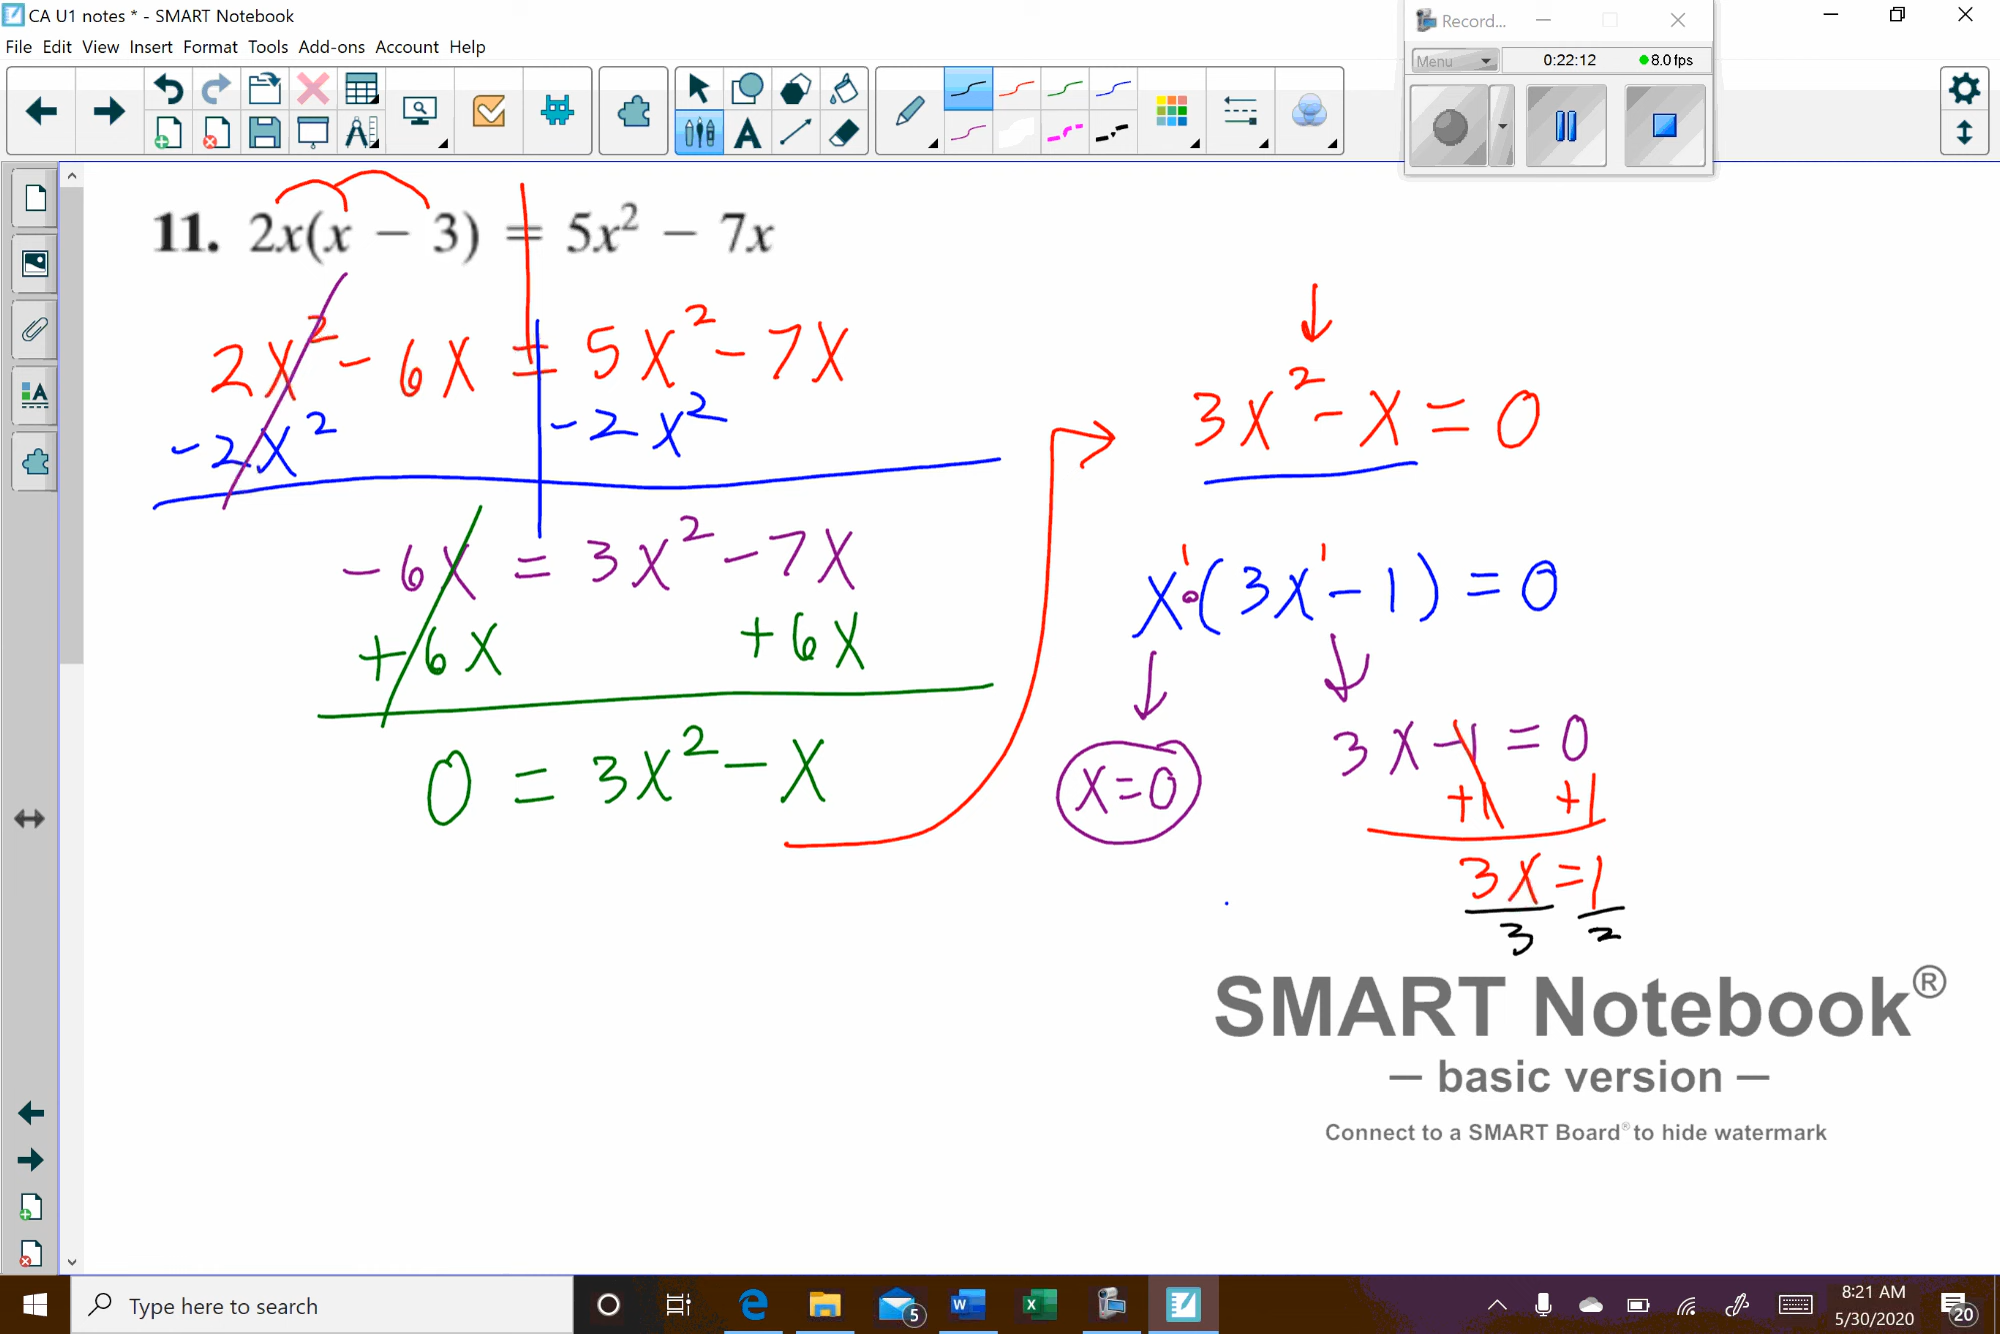 CA U1 notes * - SMART Notebook
File Edit View Insert Format Tools Add-ons Account Help
Record...
Menu 0:22:12 8.0 fps
11. 2x(x − 3) = 5x² − 7x
2x² - 6x = 5x² - 7x
-2x² -2x²
-6x = 3x² - 7x
+6x +6x
0 = 3x² - x
3x² - x = 0
x¹•(3x¹ - 1) = 0
x=0
3x - 1 = 0
+1 +1
3x = 1
3 2
SMART Notebook®
— basic version —
Connect to a SMART Board® to hide watermark
Type here to search
5
8:21 AM
5/30/2020
20